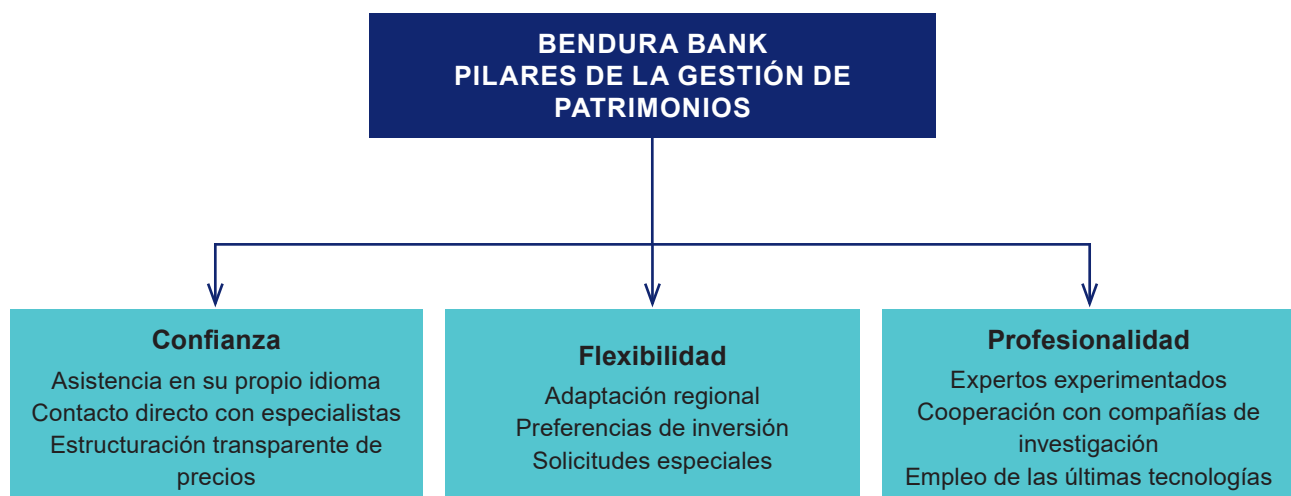 BENDURA BANK
PILARES DE LA GESTIÓN DE
PATRIMONIOS
Confianza
Asistencia en su propio idioma
Contacto directo con especialistas
Estructuración transparente de
precios
Flexibilidad
Adaptación regional
Preferencias de inversión
Solicitudes especiales
Profesionalidad
Expertos experimentados
Cooperación con compañías de
investigación
Empleo de las últimas tecnologías